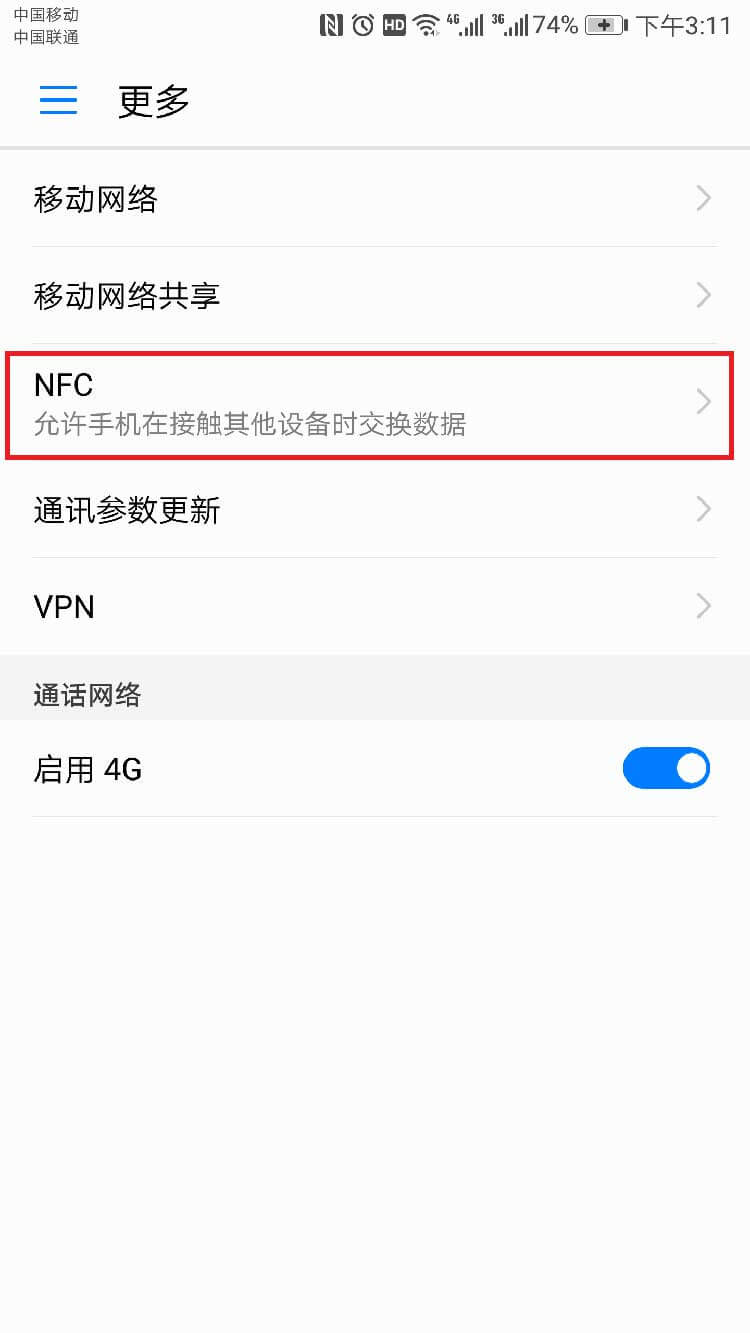 中国移动
中国联通
HD 4G 3G 74% 下午3:11
更多
移动网络
移动网络共享
NFC
允许手机在接触其他设备时交换数据
通讯参数更新
VPN
通话网络
启用 4G